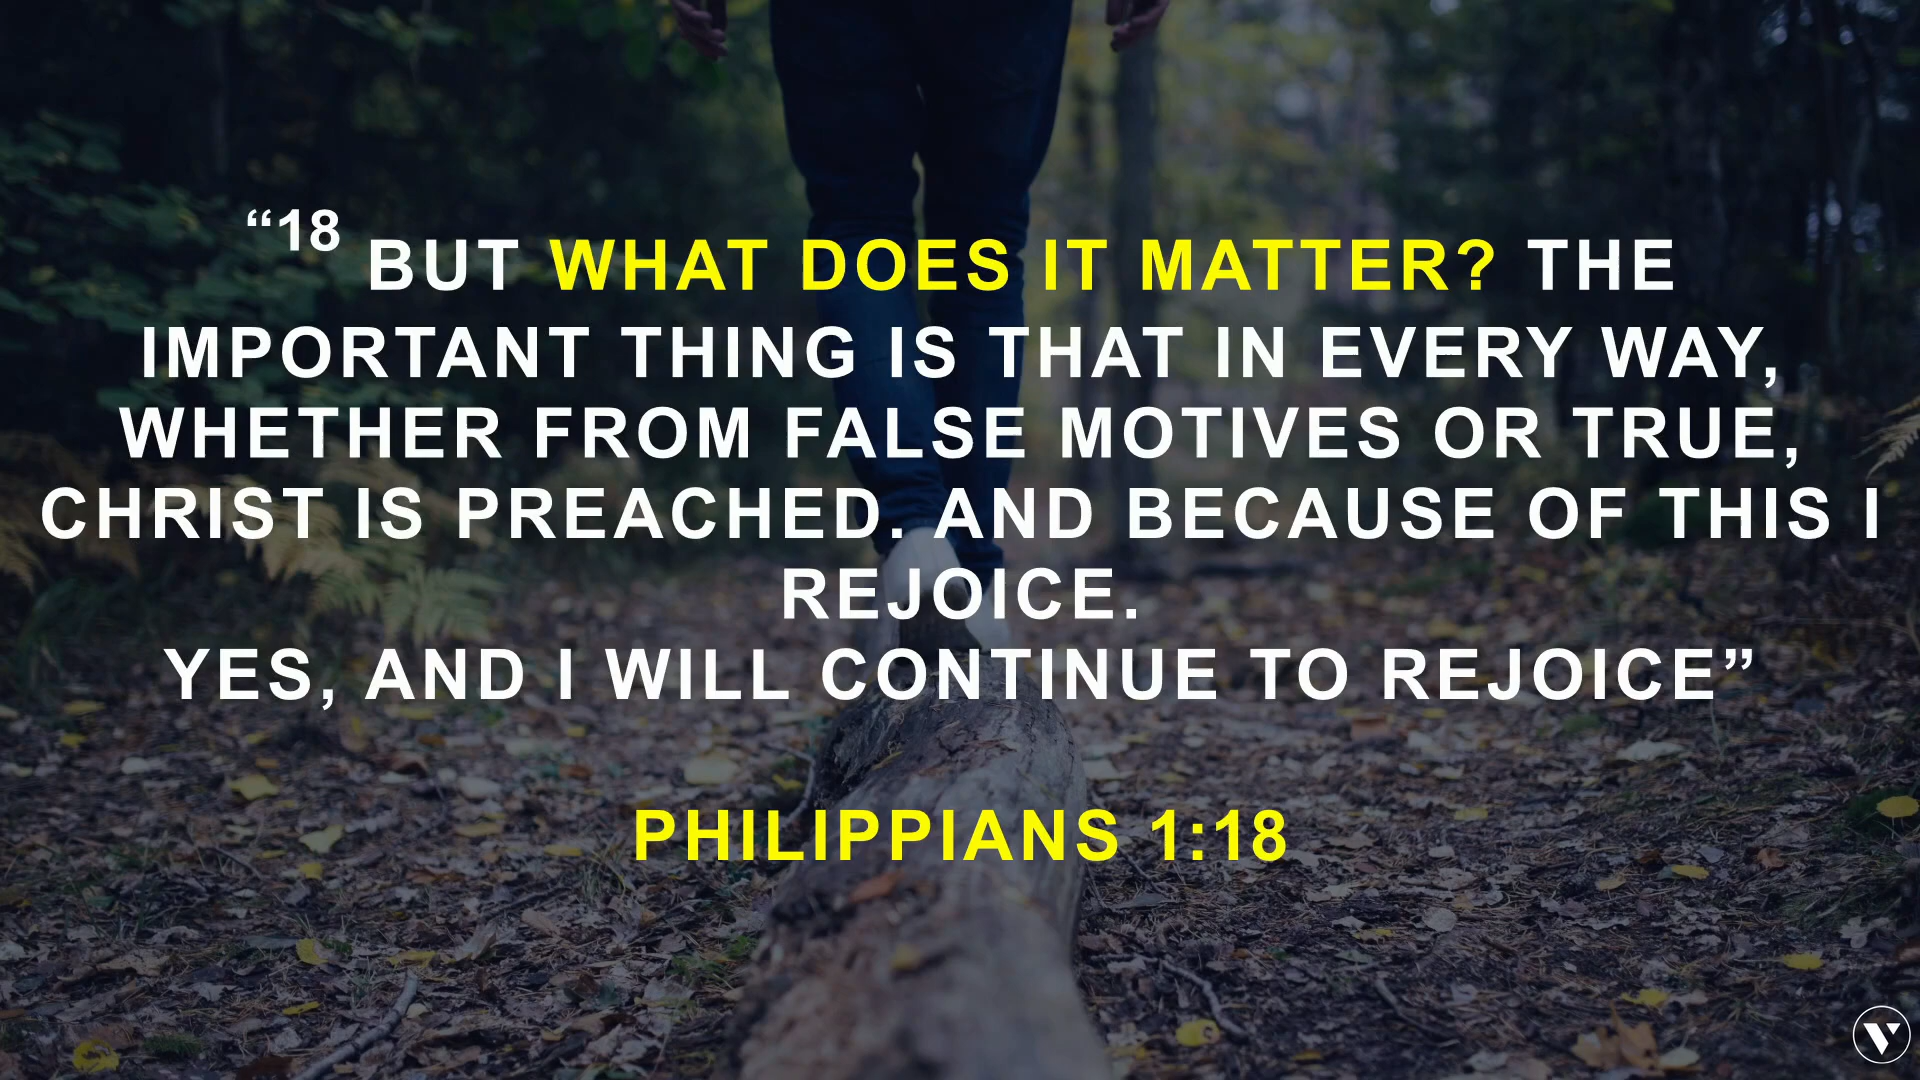 “18 BUT WHAT DOES IT MATTER? THE
IMPORTANT THING IS THAT IN EVERY WAY,
WHETHER FROM FALSE MOTIVES OR TRUE,
CHRIST IS PREACHED. AND BECAUSE OF THIS I
REJOICE.
YES, AND I WILL CONTINUE TO REJOICE”
PHILIPPIANS 1:18